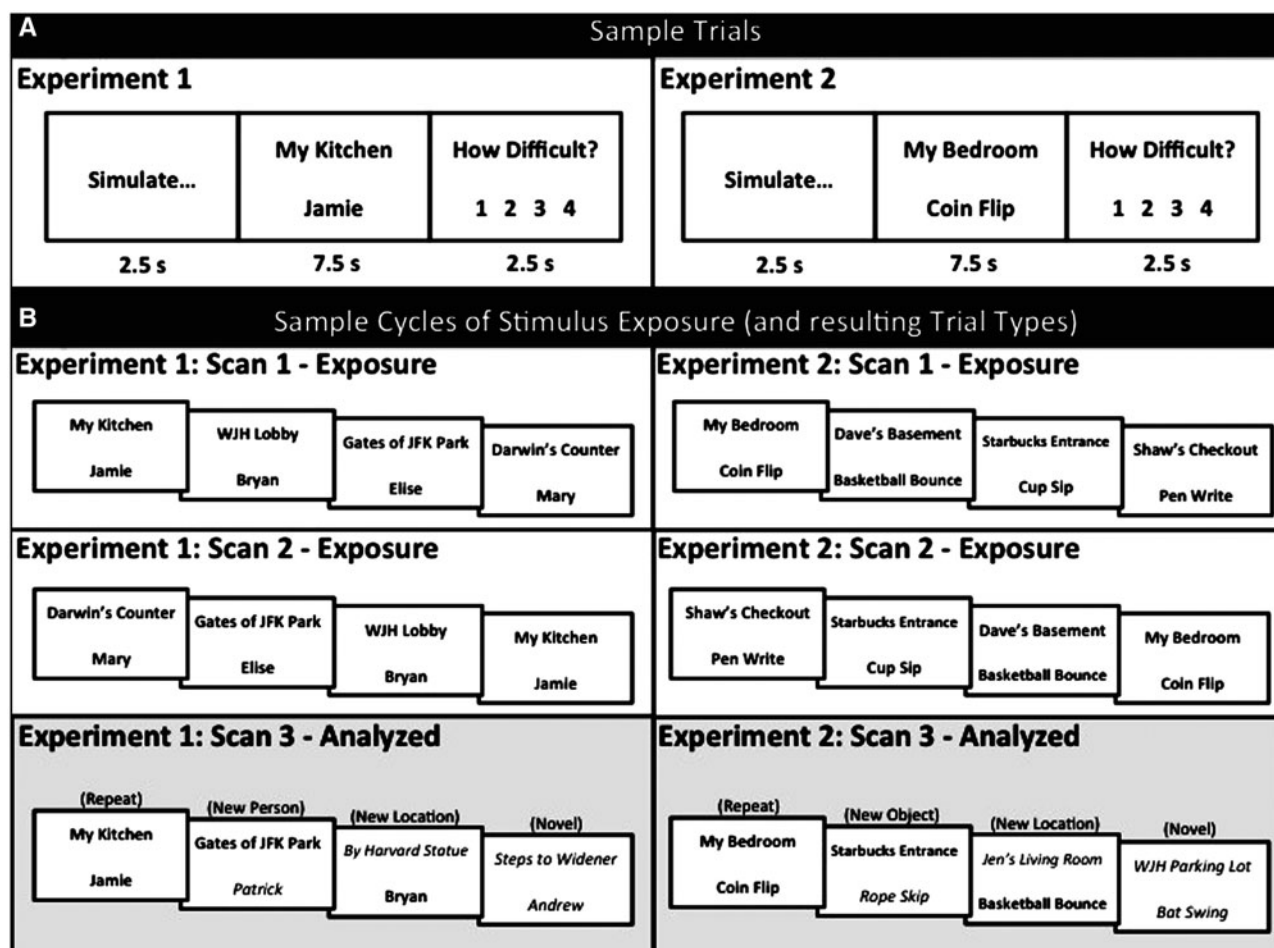 A
Sample Trials
Experiment 1
Simulate...
My Kitchen
Jamie
How Difficult?
1 2 3 4
2.5 s
7.5 s
2.5 s
Experiment 2
Simulate...
My Bedroom
Coin Flip
How Difficult?
1 2 3 4
2.5 s
7.5 s
2.5 s
B
Sample Cycles of Stimulus Exposure (and resulting Trial Types)
Experiment 1: Scan 1 - Exposure
My Kitchen
Jamie
WJH Lobby
Bryan
Gates of JFK Park
Elise
Darwin's Counter
Mary
Experiment 2: Scan 1 - Exposure
My Bedroom
Coin Flip
Dave's Basement
Basketball Bounce
Starbucks Entrance
Cup Sip
Shaw's Checkout
Pen Write
Experiment 1: Scan 2 - Exposure
Darwin's Counter
Mary
Gates of JFK Park
Elise
WJH Lobby
Bryan
My Kitchen
Jamie
Experiment 2: Scan 2 - Exposure
Shaw's Checkout
Pen Write
Starbucks Entrance
Cup Sip
Dave's Basement
Basketball Bounce
My Bedroom
Coin Flip
Experiment 1: Scan 3 - Analyzed
(Repeat)
My Kitchen
Jamie
(New Person)
Gates of JFK Park
Patrick
(New Location)
By Harvard Statue
Bryan
(Novel)
Steps to Widener
Andrew
Experiment 2: Scan 3 - Analyzed
(Repeat)
My Bedroom
Coin Flip
(New Object)
Starbucks Entrance
Rope Skip
(New Location)
Jen's Living Room
Basketball Bounce
(Novel)
WJH Parking Lot
Bat Swing